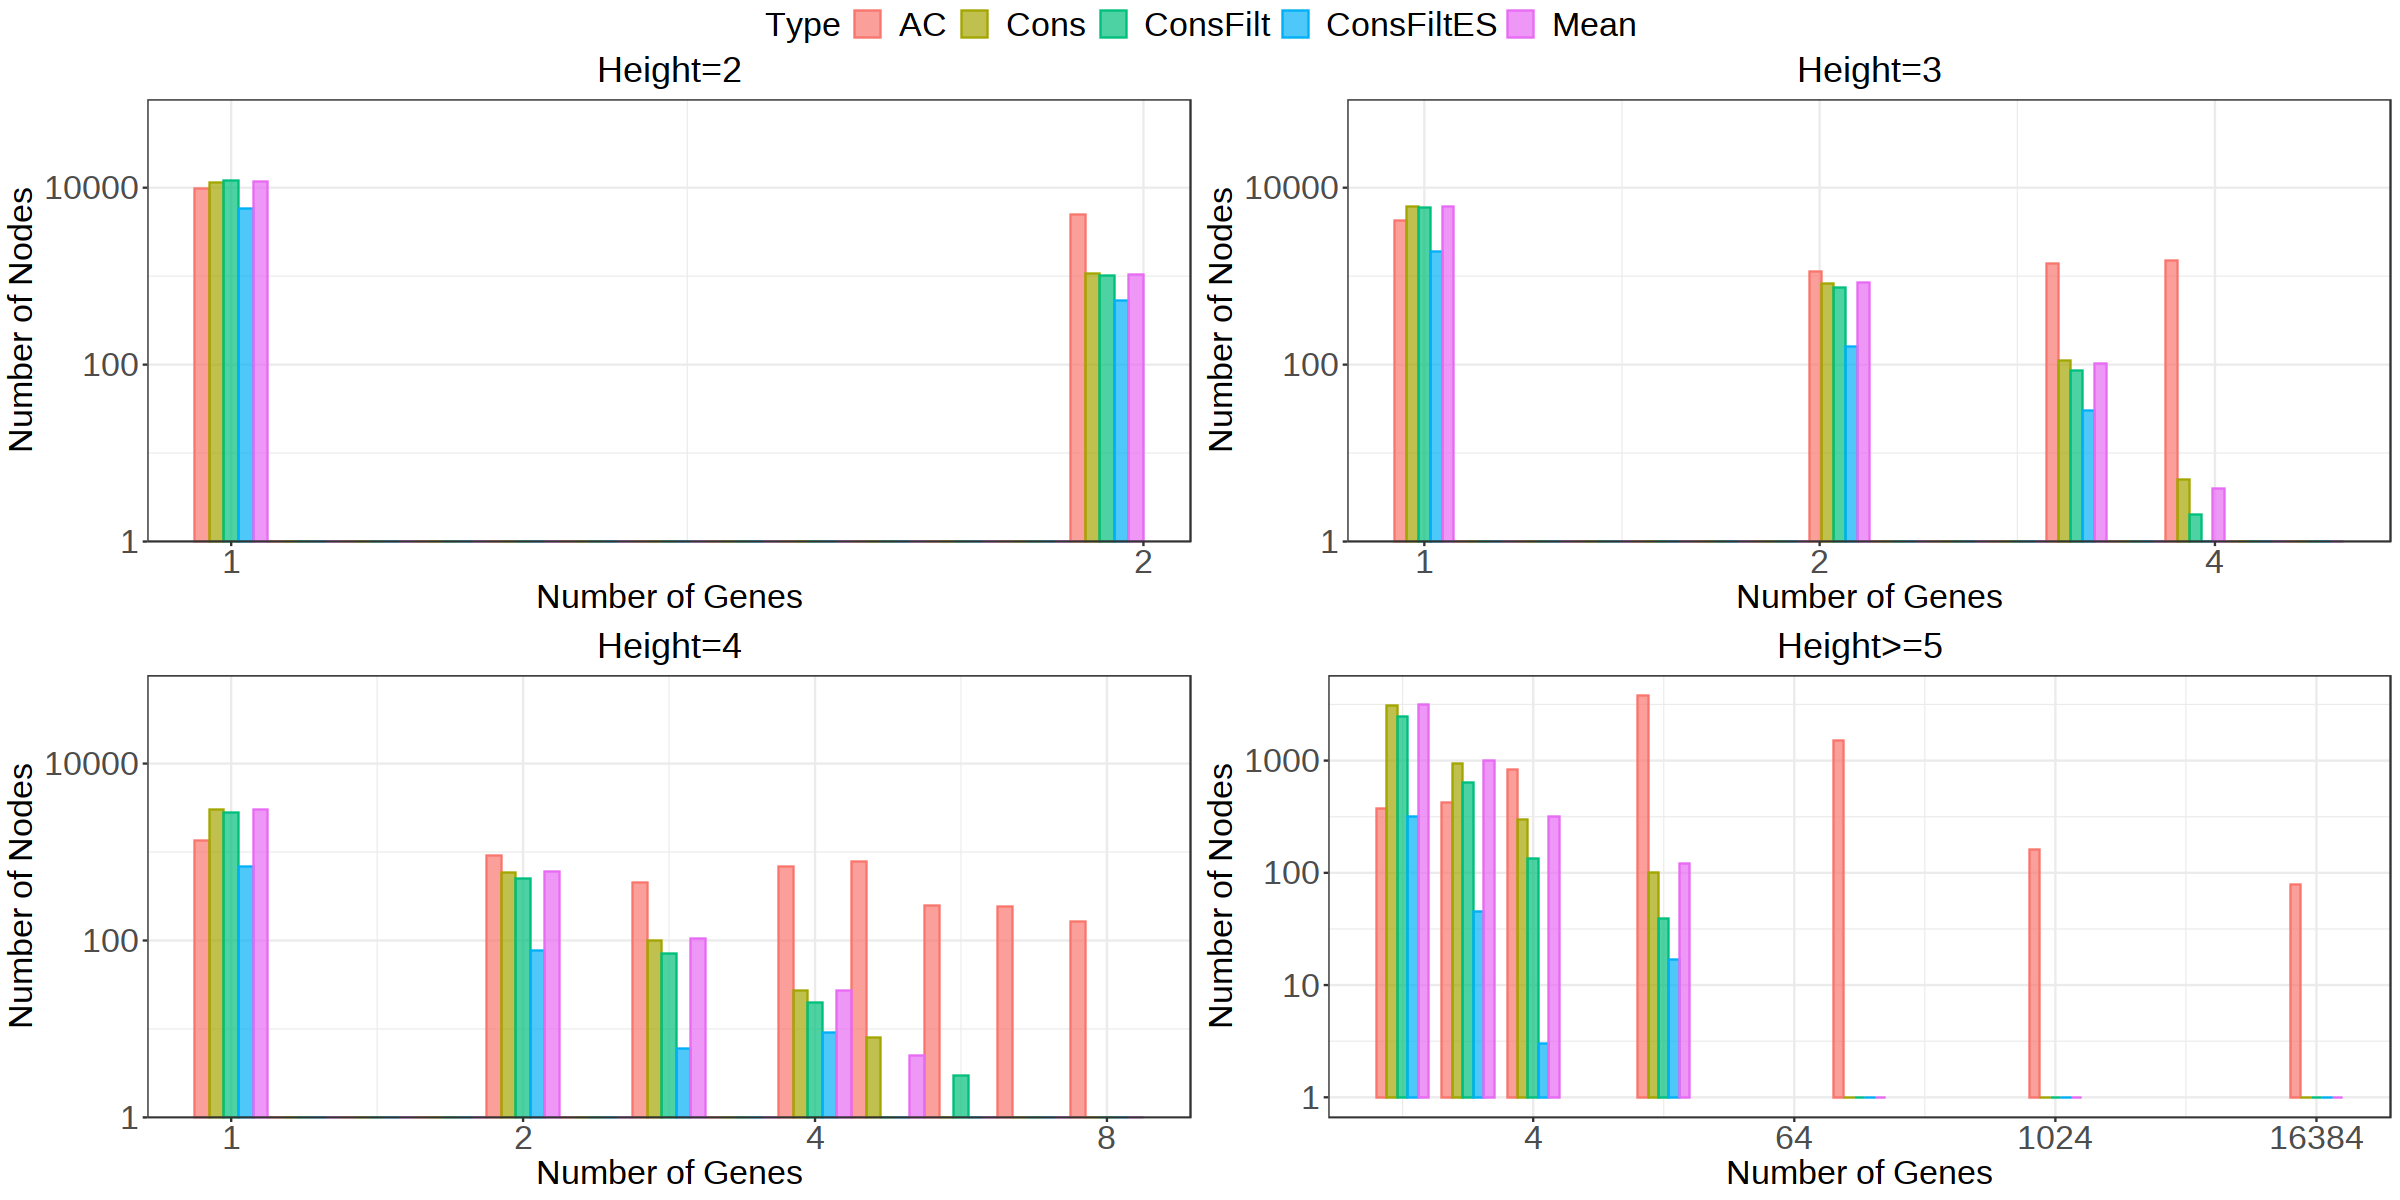 Type AC Cons ConsFilt ConsFiltES Mean
Height=2
Number of Nodes
10000
100
1
1 2
Number of Genes
Height=3
Number of Nodes
10000
100
1
1 2 4
Number of Genes
Height=4
Number of Nodes
10000
100
1
1 2 4 8
Number of Genes
Height>=5
Number of Nodes
1000
100
10
1
4 64 1024 16384
Number of Genes